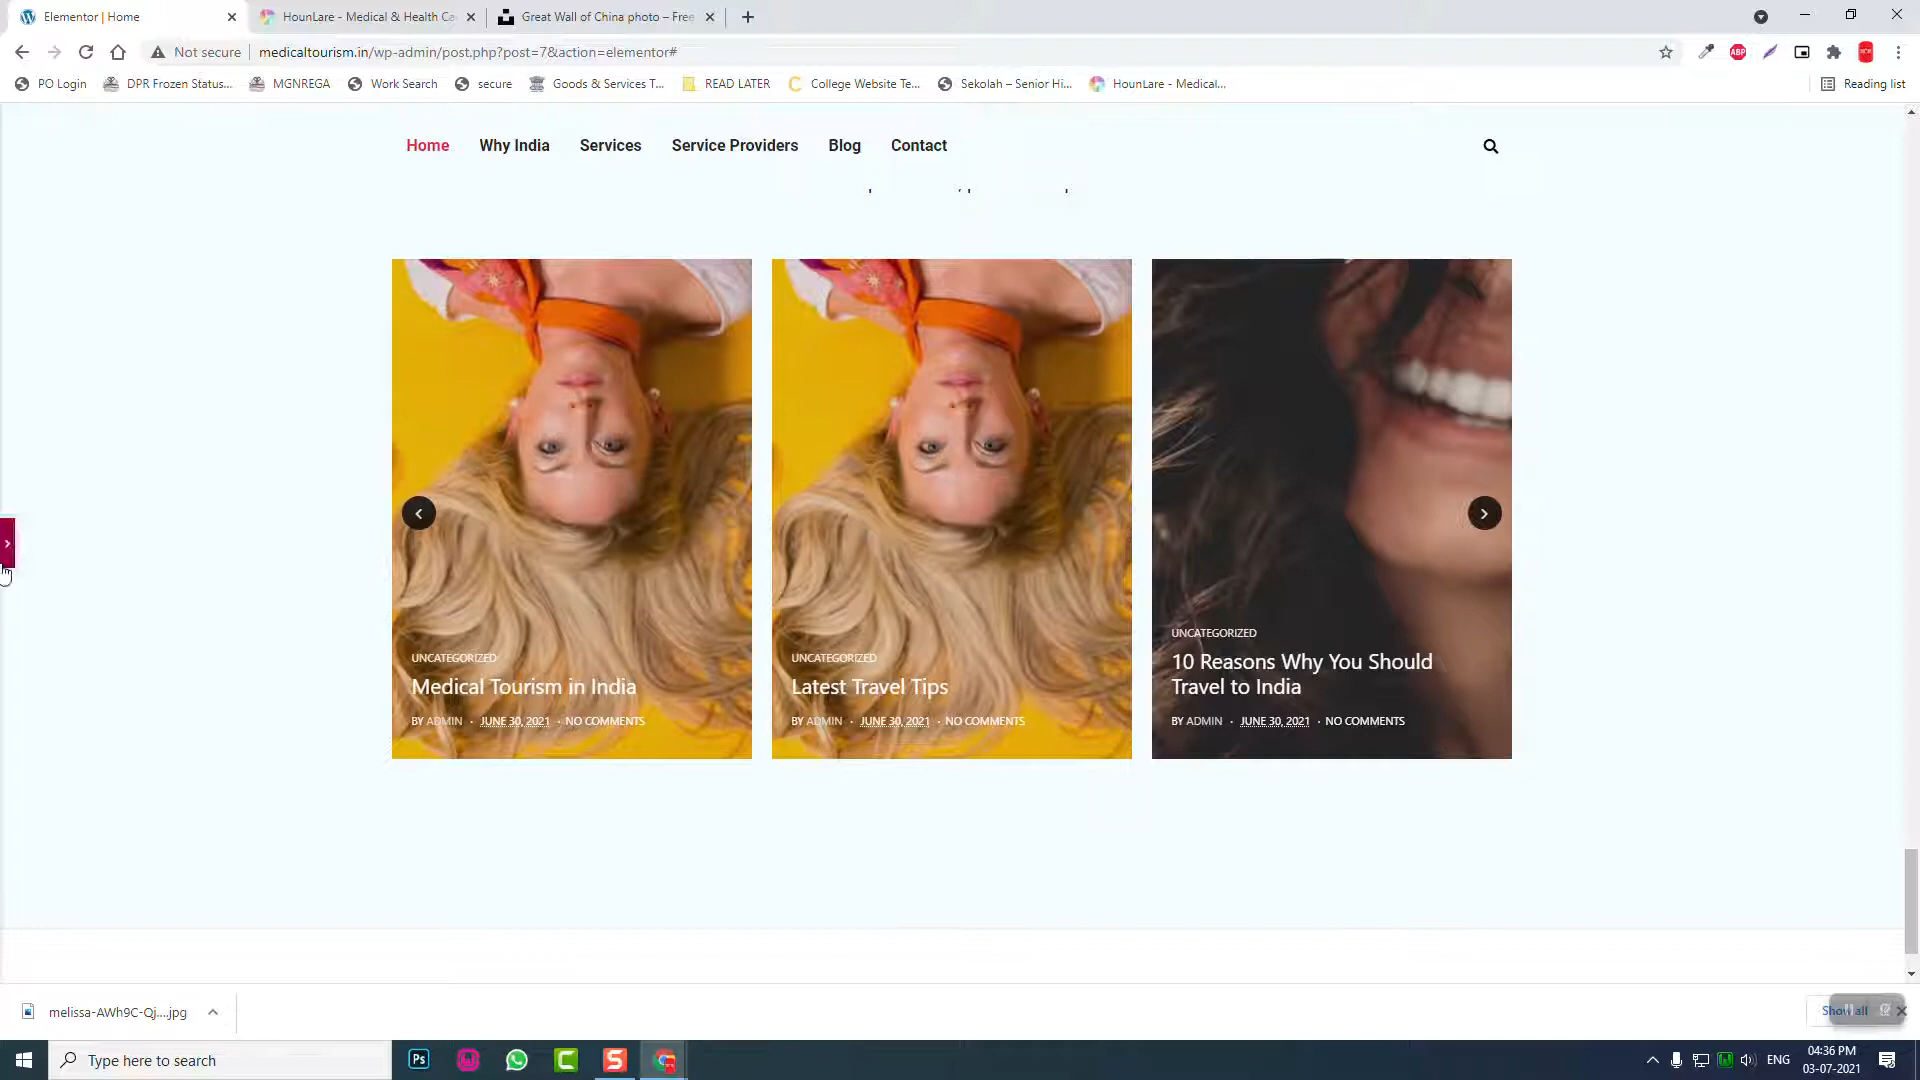 Elementor | Home
HounLare - Medical & Health Ca
Great Wall of China photo – Free
Not secure
medicaltourism.in/wp-admin/post.php?post=7&action=elementor#
PO Login
DPR Frozen Status...
MGNREGA
Work Search
secure
Goods & Services T...
READ LATER
College Website Te...
Sekolah – Senior Hi...
HounLare - Medical...
Reading list
ABP
Home
Why India
Services
Service Providers
Blog
Contact
UNCATEGORIZED
Medical Tourism in India
BY ADMIN · JUNE 30, 2021 · NO COMMENTS
UNCATEGORIZED
Latest Travel Tips
BY ADMIN · JUNE 30, 2021 · NO COMMENTS
UNCATEGORIZED
10 Reasons Why You Should
Travel to India
BY ADMIN · JUNE 30, 2021 · NO COMMENTS
melissa-AWh9C-Qj....jpg
Show all
Type here to search
Ps
ENG
04:36 PM
03-07-2021